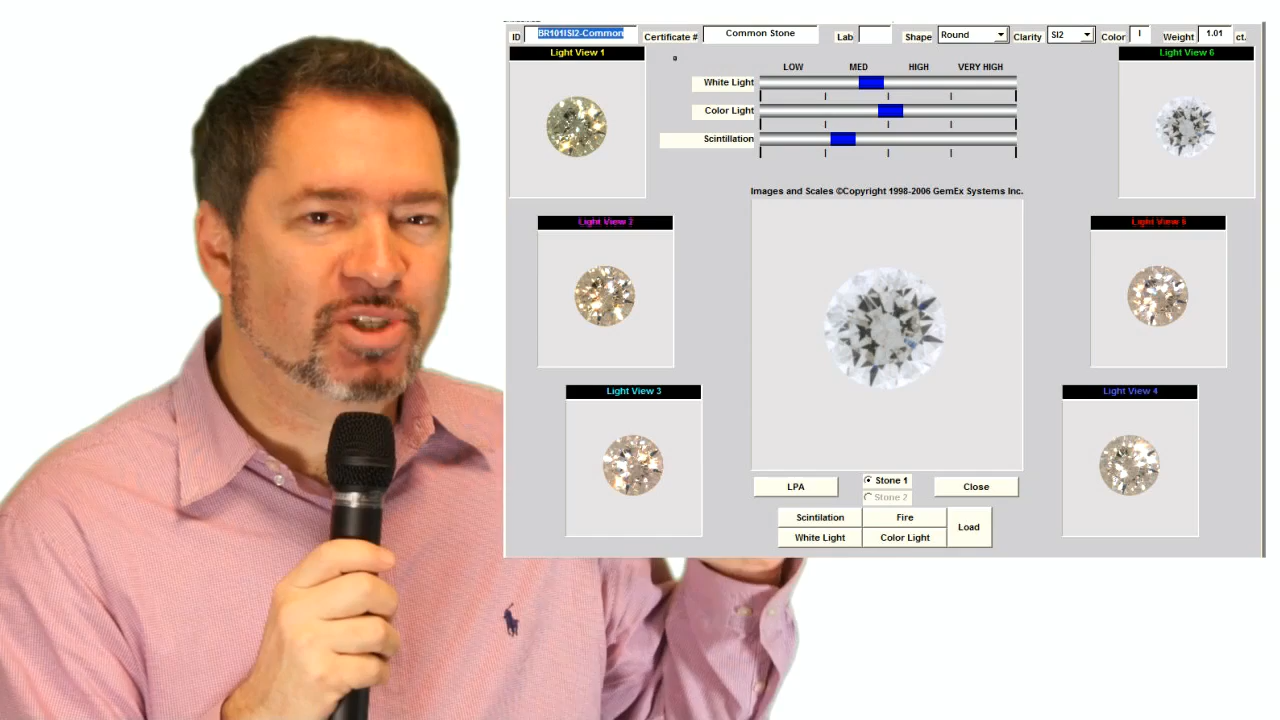 ID BR101ISI2-Common Certificate # Common Stone Lab Shape Round Clarity SI2 Color I Weight 1.01 ct.
Light View 1
Light View 6
LOW MED HIGH VERY HIGH
White Light
Color Light
Scintillation
Images and Scales ©Copyright 1998-2006 GemEx Systems Inc.
Light View 2
Light View 5
Light View 3
Light View 4
LPA
Stone 1
Stone 2
Close
Scintilation Fire
Load
White Light Color Light